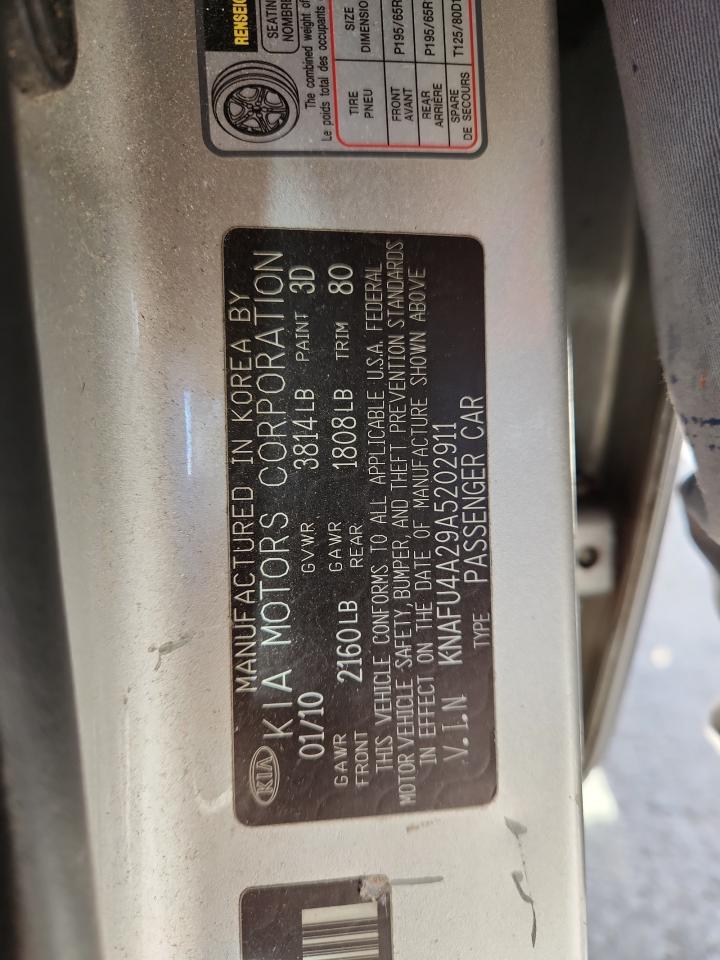 MANUFACTURED IN KOREA BY
KIA
KIA MOTORS CORPORATION
01/10 GVWR 3814LB PAINT 3D
GAWR FRONT 2160LB GAWR REAR 1808LB TRIM 80
THIS VEHICLE CONFORMS TO ALL APPLICABLE U.S.A. FEDERAL
MOTOR VEHICLE SAFETY, BUMPER, AND THEFT PREVENTION STANDARDS
IN EFFECT ON THE DATE OF MANUFACTURE SHOWN ABOVE
V.I.N KNAFU4A29A5202911
TYPE PASSENGER CAR
RENSEIG
SEATIN
NOMBRE
The combined weight of
Le poids total des occupants
TIRE SIZE
PNEU DIMENSIO
FRONT P195/65R
AVANT
REAR P195/65R
ARRIÈRE
SPARE T125/80D1
DE SECOURS